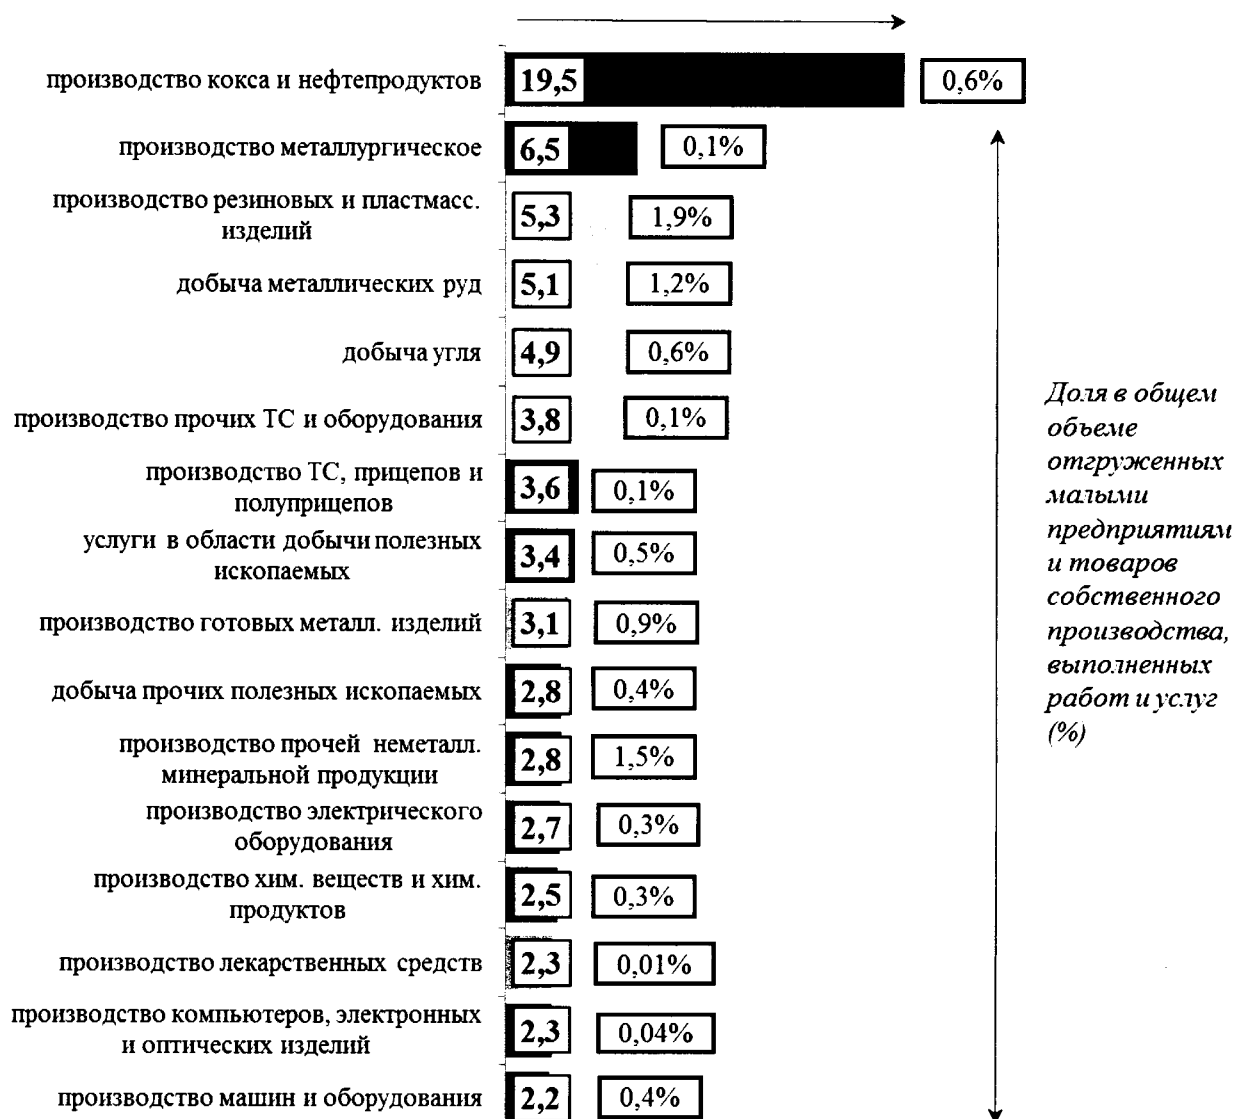 производство кокса и нефтепродуктов 19,5 0,6%
производство металлургическое 6,5 0,1%
производство резиновых и пластмасс.
изделий
5,3 1,9%
добыча металлических руд 5,1 1,2%
добыча угля 4,9 0,6%
производство прочих ТС и оборудования 3,8 0,1%
производство ТС, прицепов и
полуприцепов
3,6 0,1%
услуги в области добычи полезных
ископаемых
3,4 0,5%
производство готовых металл. изделий 3,1 0,9%
добыча прочих полезных ископаемых 2,8 0,4%
производство прочей неметалл.
минеральной продукции
2,8 1,5%
производство электрического
оборудования
2,7 0,3%
производство хим. веществ и хим.
продуктов
2,5 0,3%
производство лекарственных средств 2,3 0,01%
производство компьютеров, электронных
и оптических изделий
2,3 0,04%
производство машин и оборудования 2,2 0,4%
Доля в общем
объеме
отгруженных
малыми
предприятиям
и товаров
собственного
производства,
выполненных
работ и услуг
(%)